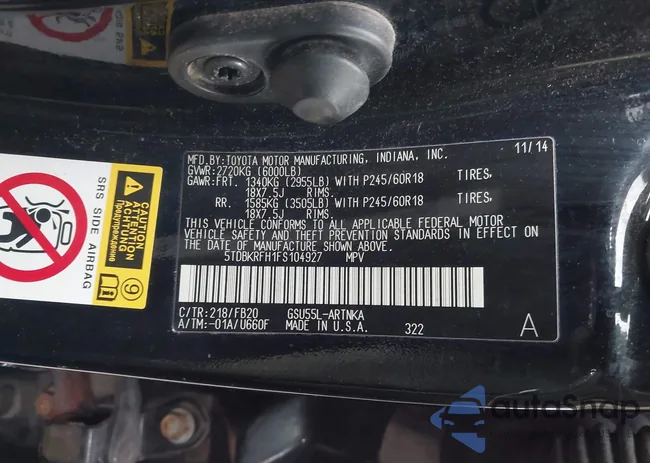 MFD.BY:TOYOTA MOTOR MANUFACTURING, INDIANA, INC. 11/14
GVWR:2720KG (6000LB)
GAWR:FRT. 1340KG (2955LB) WITH P245/60R18 TIRES,
18X7.5J RIMS.
RR. 1585KG (3505LB) WITH P245/60R18 TIRES,
18X7.5J RIMS.
THIS VEHICLE CONFORMS TO ALL APPLICABLE FEDERAL MOTOR
VEHICLE SAFETY AND THEFT PREVENTION STANDARDS IN EFFECT ON
THE DATE OF MANUFACTURE SHOWN ABOVE.
5TDBKRFH1FS104927 MPV
C/TR:218/FB20 GSU55L-ARTNKA
A/TM:-01A/U660F MADE IN U.S.A. 322 A
SRS SIDE AIRBAG
CAUTION
ATTENTION
ACHTUNG
Предупреждение
9
autoSnap